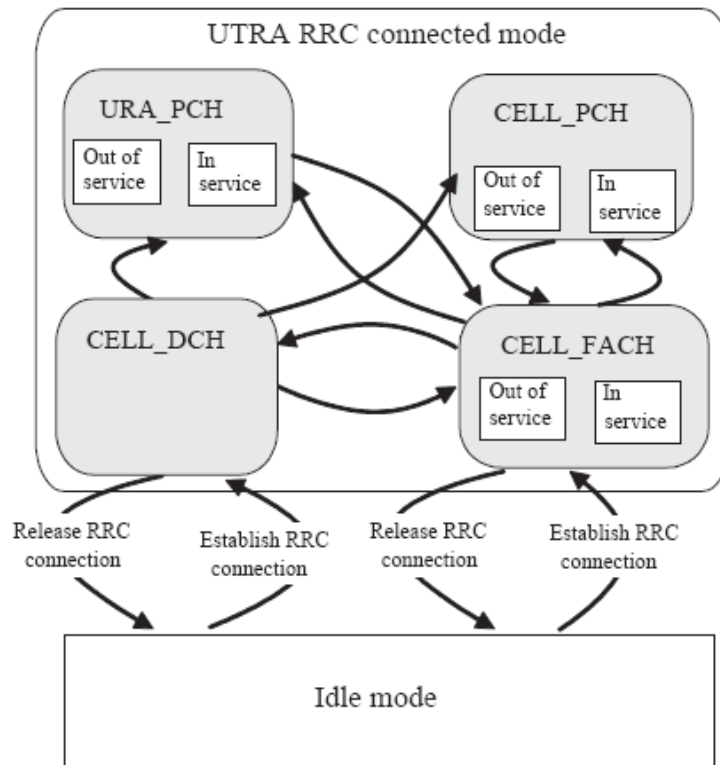 UTRA RRC connected mode
URA_PCH
Out of
service
In
service
CELL_PCH
Out of
service
In
service
CELL_DCH
CELL_FACH
Out of
service
In
service
Release RRC
connection
Establish RRC
connection
Release RRC
connection
Establish RRC
connection
Idle mode